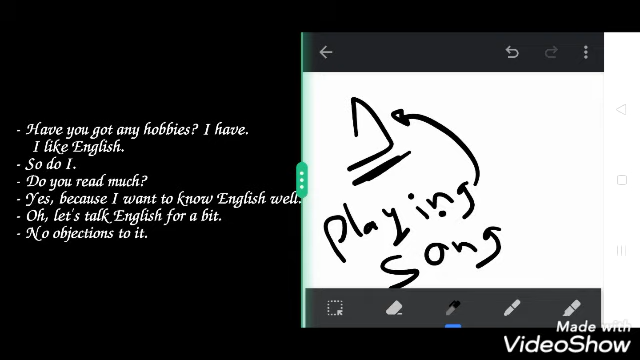 - Have you got any hobbies? I have.
I like English.
- So do I.
- Do you read much?
- Yes, because I want to know English well.
- Oh, let's talk English for a bit.
- No objections to it.
playing
song
Made with
VideoShow